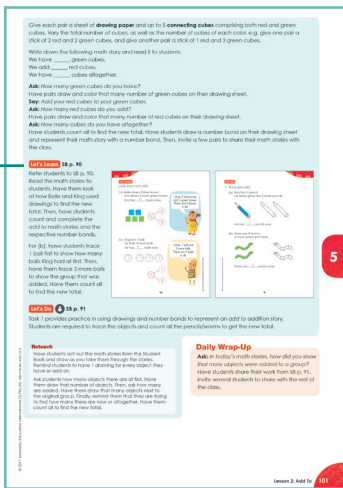 Give each pair a sheet of drawing paper and up to 5 connecting cubes comprising both red and green
cubes. Vary the total number of cubes, as well as the number of cubes of each color, e.g. give one pair a
stick of 2 red and 2 green cubes, and give another pair a stick of 1 red and 3 green cubes.
Write down the following math story and read it to students.
We have ______ green cubes.
We add ______ red cubes.
We have ______ cubes altogether.
Ask: How many green cubes do you have?
Have pairs draw and color that many number of green cubes on their drawing sheet.
Say: Add your red cubes to your green cubes.
Ask: How many red cubes do you add?
Have pairs draw and color that many number of red cubes on their drawing sheet.
Ask: How many cubes do you have altogether?
Have students count all to find the new total. Have students draw a number bond on their drawing sheet
and represent their math story with a number bond. Then, invite a few pairs to share their math stories with
the class.
Let's Learn SB p. 90
Refer students to SB p. 90.
Read the math stories to
students. Have them look
at how Belle and King used
drawings to find the new
total. Then, have students
count and complete the
add to math stories and the
respective number bonds.
For (b), have students trace
1 ball first to show how many
balls King had at first. Then,
have them trace 3 more balls
to show the group that was
added. Have them count all
to find the new total.
5
Let's Do SB p. 91
Task 1 provides practice in using drawings and number bonds to represent an add to addition story.
Students are required to trace the objects and count all the pencils/worms to get the new total.
Reteach
Have students act out the math stories from the Student
Book and draw as you take them through the stories.
Remind students to have 1 drawing for every object they
have or add on.
Ask students how many objects there are at first. Have
them draw that number of objects. Then, ask how many
are added. Have them draw that many objects next to
the original group. Finally, remind them that they are trying
to find how many there are now or altogether. Have them
count all to find the new total.
Daily Wrap-Up
Ask: In today's math stories, how did you show
that more objects were added to a group?
Have students share their work from SB p. 91.
Invite several students to share with the rest of
the class.
Lesson 2: Add To 101